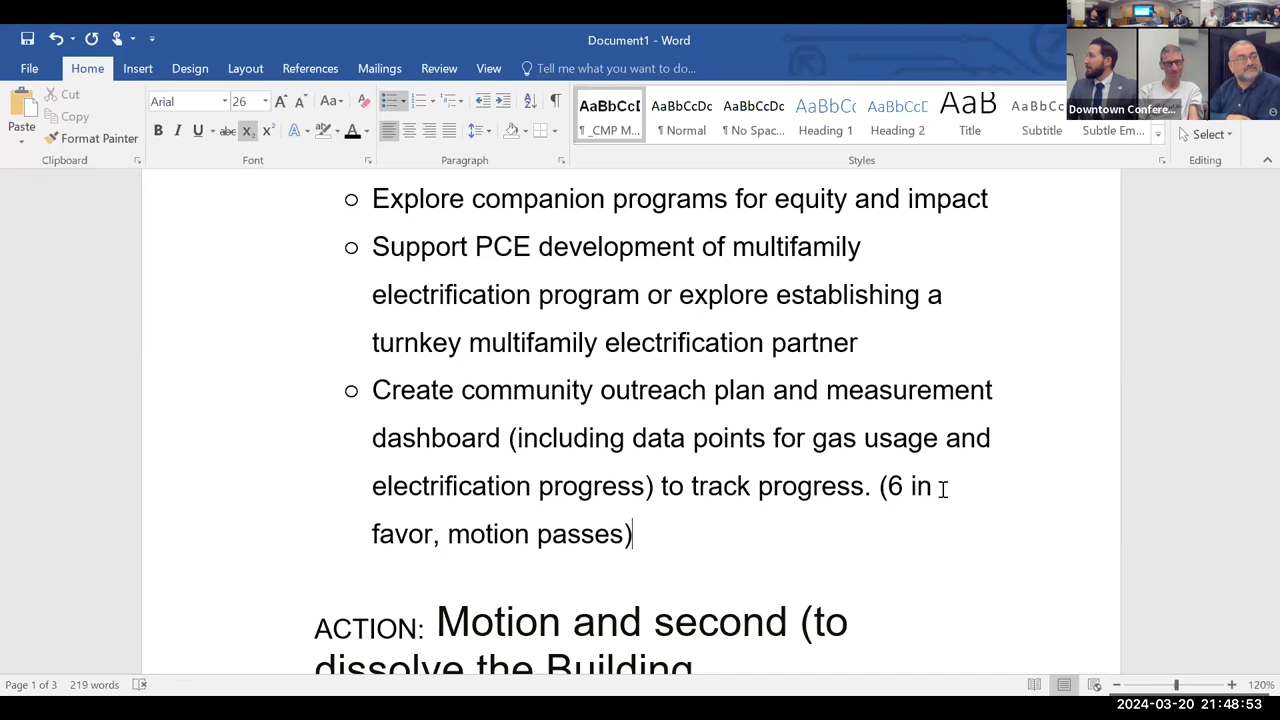 Document1 - Word
File Home Insert Design Layout References Mailings Review View Tell me what you want to do...
Paste
Cut
Copy
Format Painter
Clipboard
Arial 26
Font
Paragraph
AaBbCcI AaBbCcDc AaBbCcDc AaBbCc AaBbCcDc AaB AaBbCc
¶ _CMP M... ¶ Normal ¶ No Spac... Heading 1 Heading 2 Title Subtitle Subtle Em...
Styles
Select
Editing
Downtown Confere...
○ Explore companion programs for equity and impact
○ Support PCE development of multifamily
electrification program or explore establishing a
turnkey multifamily electrification partner
○ Create community outreach plan and measurement
dashboard (including data points for gas usage and
electrification progress) to track progress. (6 in
favor, motion passes)
ACTION: Motion and second (to
dissolve the Building
Page 1 of 3 219 words 120%
2024-03-20 21:48:53